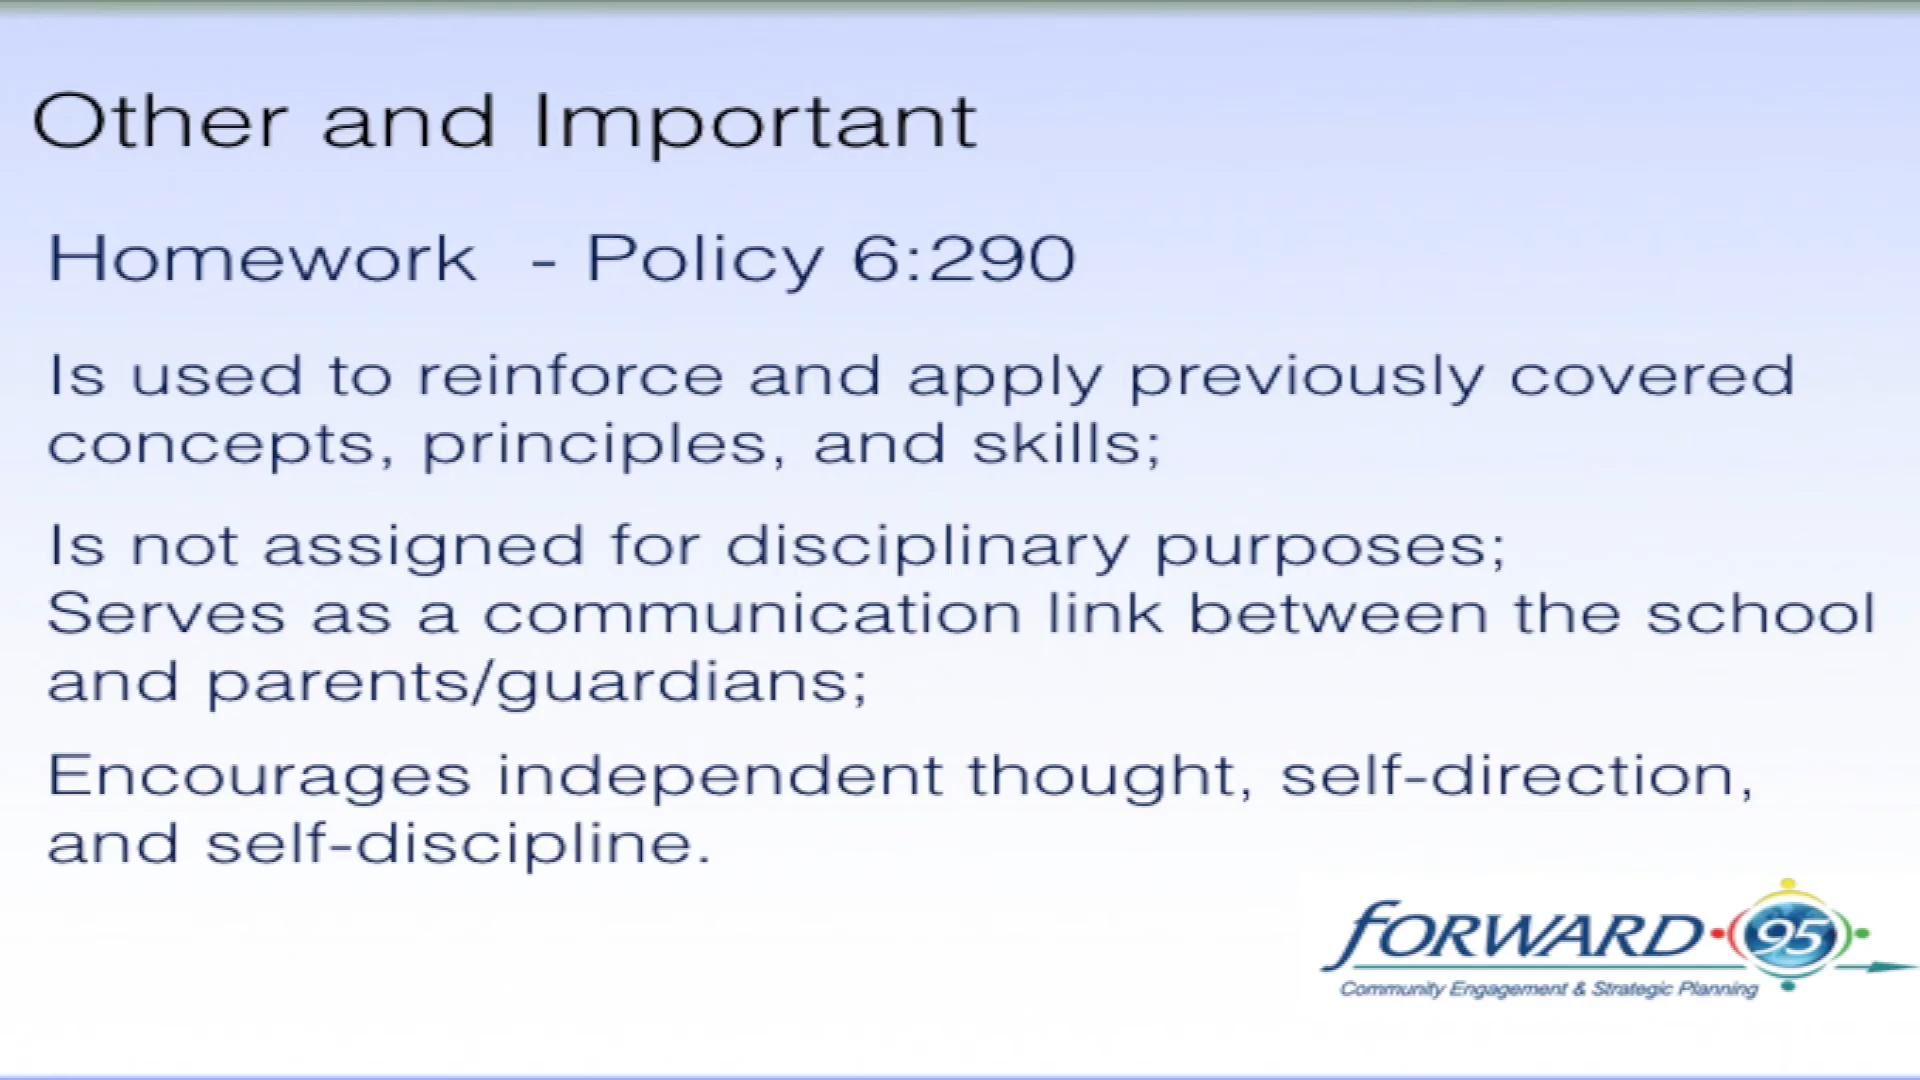 Other and Important
Homework - Policy 6:290
Is used to reinforce and apply previously covered
concepts, principles, and skills;
Is not assigned for disciplinary purposes;
Serves as a communication link between the school
and parents/guardians;
Encourages independent thought, self-direction,
and self-discipline.
forward 95
Community Engagement & Strategic Planning